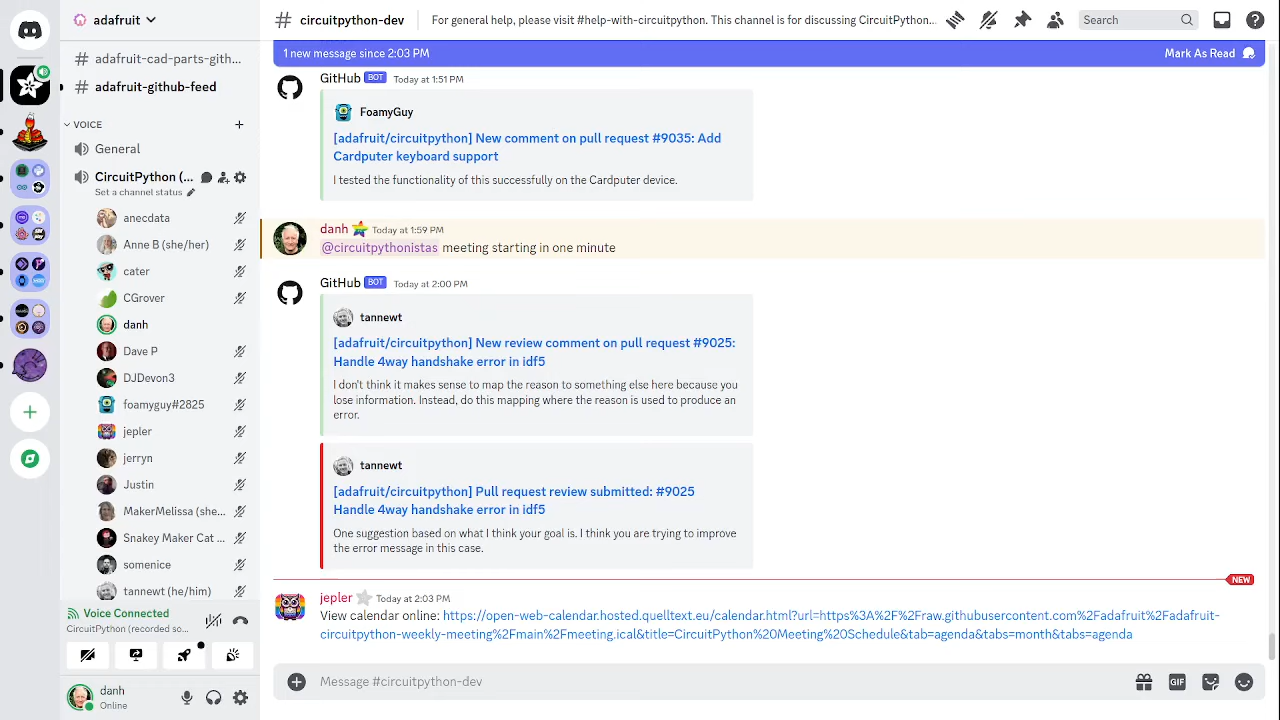 adafruit
# adafruit-cad-parts-gith...
# adafruit-github-feed
VOICE
General
CircuitPython (...
Set a channel status
anecdata
Anne B (she/her)
cater
CGrover
danh
Dave P
DJDevon3
foamyguy#2825
jepler
jerryn
Justin
MakerMelissa (she...
Snakey Maker Cat ...
somenice
tannewt (he/him)
Voice Connected
CircuitPython (recorded so...
danh
Online
# circuitpython-dev
For general help, please visit #help-with-circuitpython. This channel is for discussing CircuitPython...
Search
1 new message since 2:03 PM
Mark As Read
GitHub BOT Today at 1:51 PM
FoamyGuy
[adafruit/circuitpython] New comment on pull request #9035: Add
Cardputer keyboard support
I tested the functionality of this successfully on the Cardputer device.
danh Today at 1:59 PM
@circuitpythonistas meeting starting in one minute
GitHub BOT Today at 2:00 PM
tannewt
[adafruit/circuitpython] New review comment on pull request #9025:
Handle 4way handshake error in idf5
I don't think it makes sense to map the reason to something else here because you
lose information. Instead, do this mapping where the reason is used to produce an
error.
tannewt
[adafruit/circuitpython] Pull request review submitted: #9025
Handle 4way handshake error in idf5
One suggestion based on what I think your goal is. I think you are trying to improve
the error message in this case.
NEW
jepler Today at 2:03 PM
View calendar online: https://open-web-calendar.hosted.quelltext.eu/calendar.html?url=https%3A%2F%2Fraw.githubusercontent.com%2Fadafruit%2Fadafruit-
circuitpython-weekly-meeting%2Fmain%2Fmeeting.ical&title=CircuitPython%20Meeting%20Schedule&tab=agenda&tabs=month&tabs=agenda
Message #circuitpython-dev
GIF